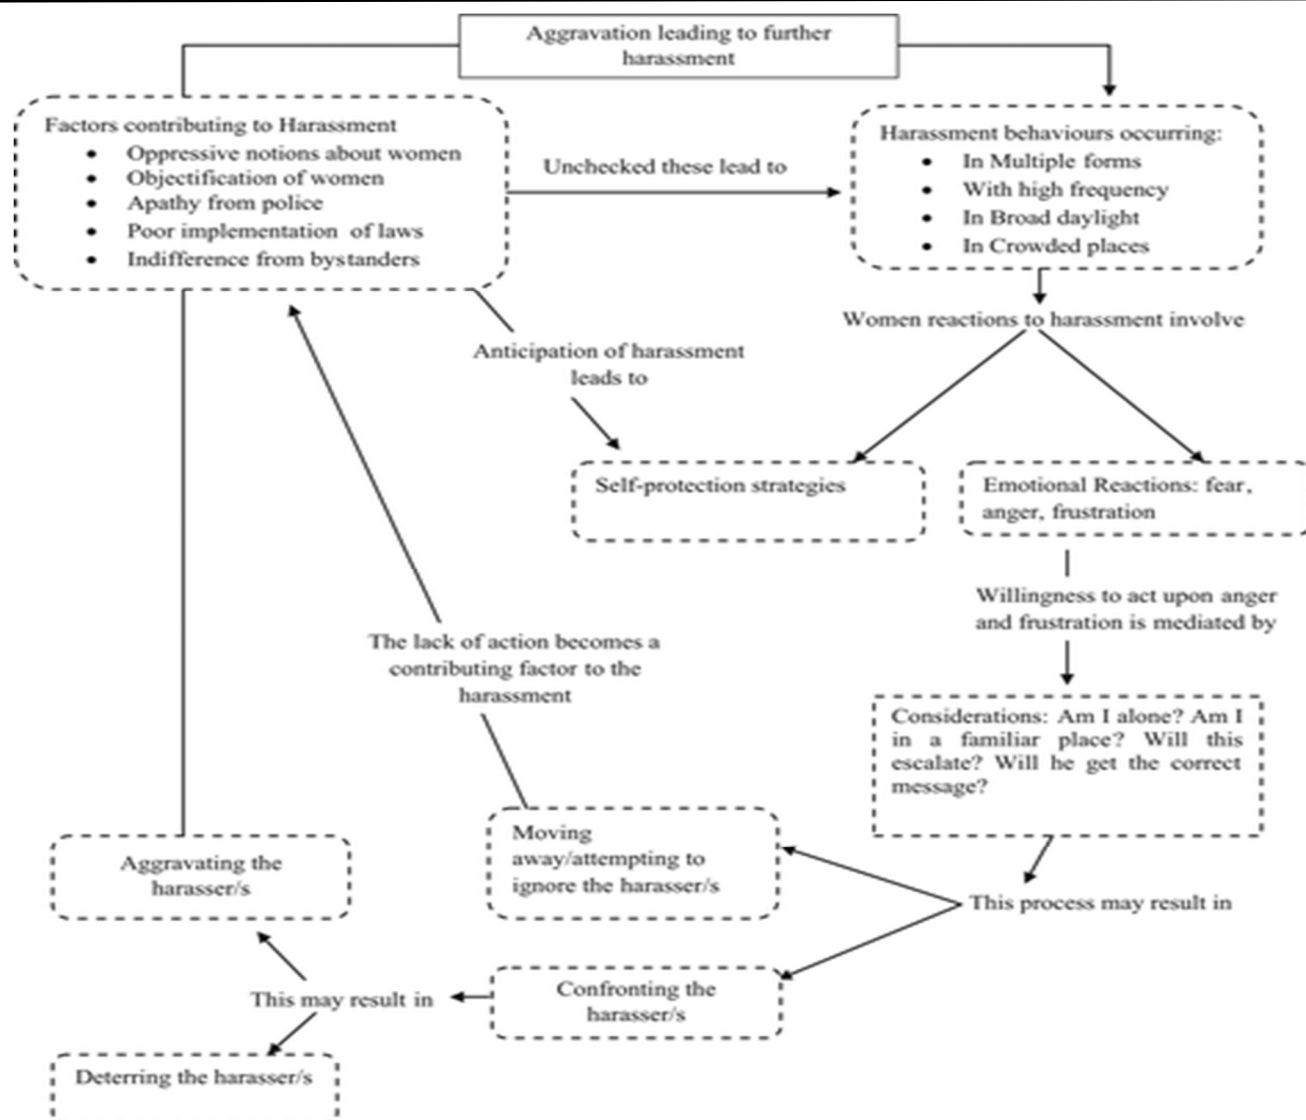 Aggravation leading to further
harassment
Factors contributing to Harassment
• Oppressive notions about women
• Objectification of women
• Apathy from police
• Poor implementation of laws
• Indifference from bystanders
Unchecked these lead to
Harassment behaviours occurring:
• In Multiple forms
• With high frequency
• In Broad daylight
• In Crowded places
Women reactions to harassment involve
Anticipation of harassment
leads to
Self-protection strategies
Emotional Reactions: fear,
anger, frustration
Willingness to act upon anger
and frustration is mediated by
The lack of action becomes a
contributing factor to the
harassment
Considerations: Am I alone? Am I
in a familiar place? Will this
escalate? Will he get the correct
message?
Moving
away/attempting to
ignore the harasser/s
Aggravating the
harasser/s
This process may result in
Confronting the
harasser/s
This may result in
Deterring the harasser/s